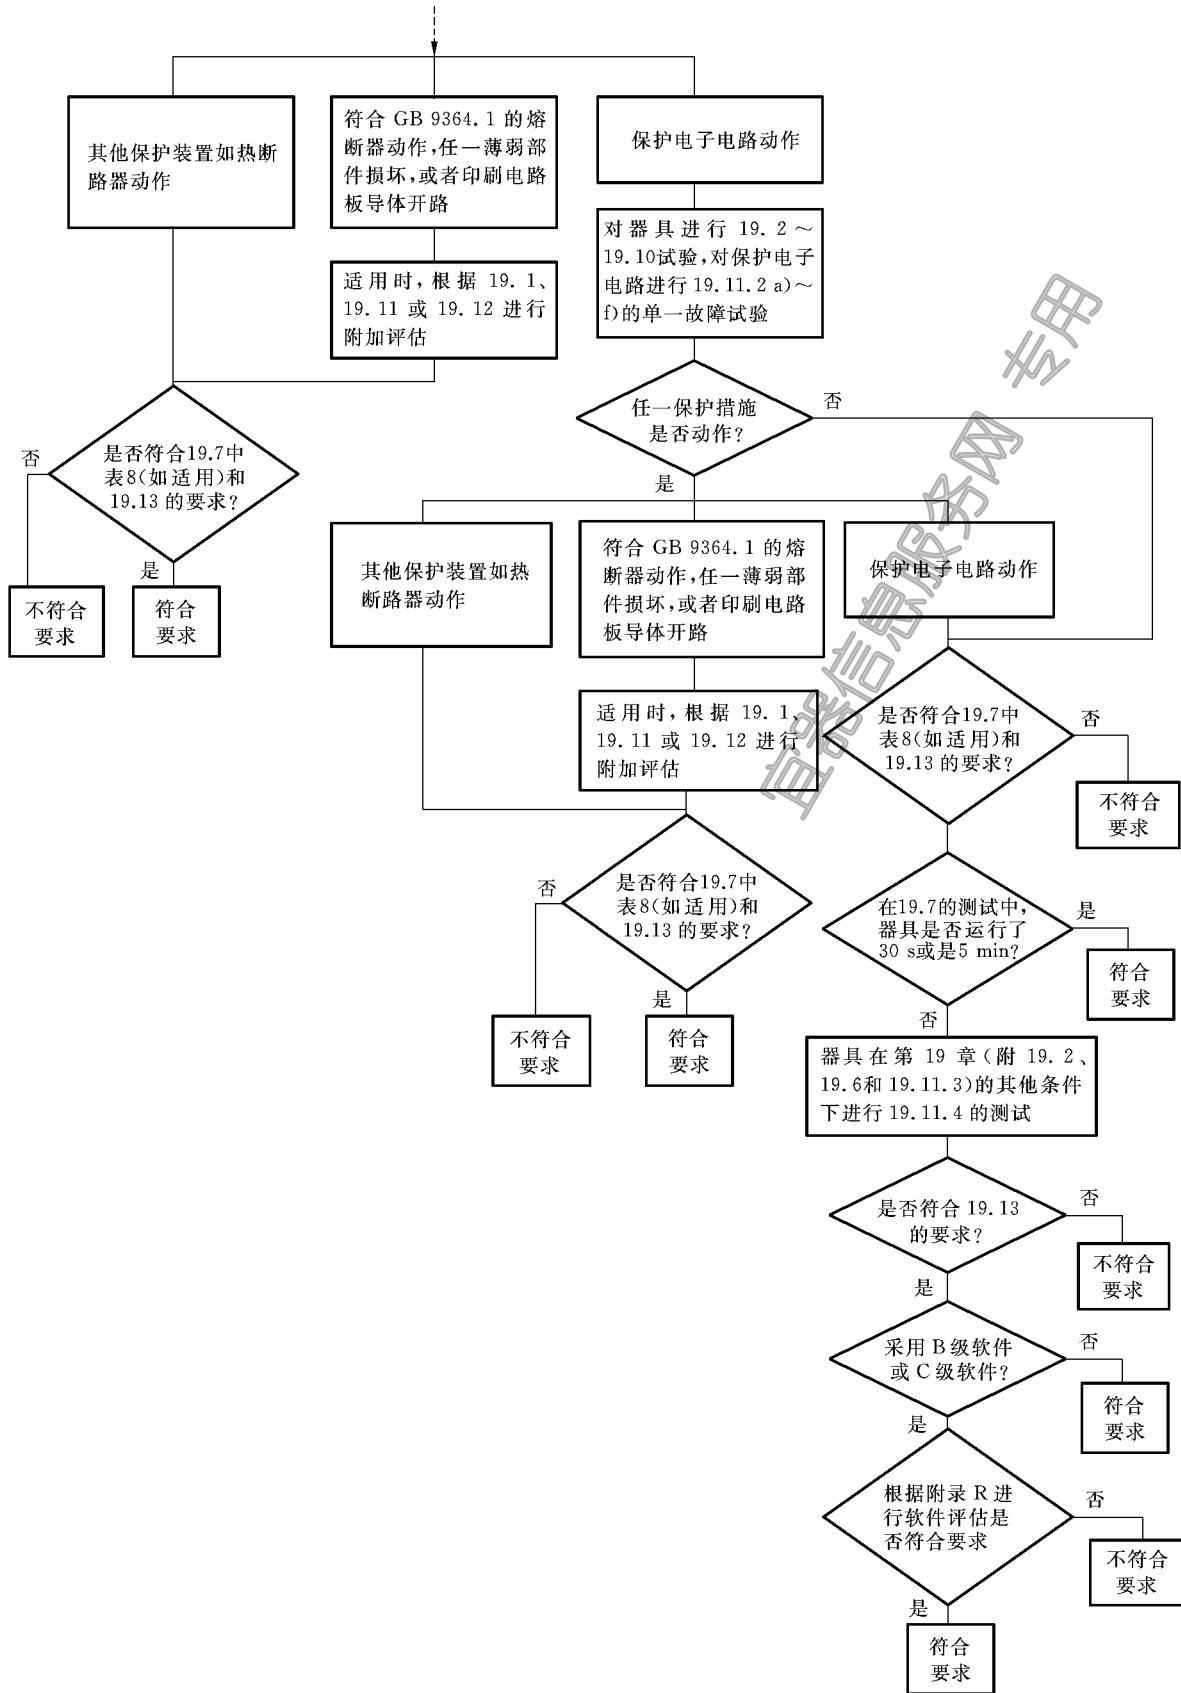 其他保护装置如热断
路器动作
符合 GB 9364.1 的熔
断器动作,任一薄弱部
件损坏,或者印刷电路
板导体开路
保护电子电路动作
对器具进行 19.2～
19.10试验,对保护电子
电路进行19.11.2 a)～
f)的单一故障试验
适用时,根据 19.1、
19.11 或 19.12 进行
附加评估
任一保护措施
是否动作?
否
是
是否符合19.7中
表8(如适用)和
19.13 的要求?
否
是
不符合
要求
符合
要求
其他保护装置如热
断路器动作
符合 GB 9364.1 的熔
断器动作,任一薄弱部
件损坏,或者印刷电路
板导体开路
保护电子电路动作
适用时,根据 19.1、
19.11 或 19.12 进行
附加评估
是否符合19.7中
表8(如适用)和
19.13 的要求?
否
不符合
要求
是否符合19.7中
表8(如适用)和
19.13 的要求?
否
是
不符合
要求
符合
要求
在19.7的测试中,
器具是否运行了
30 s或是5 min?
是
符合
要求
否
器具在第 19 章(附 19.2、
19.6和 19.11.3)的其他条件
下进行 19.11.4 的测试
是否符合 19.13
的要求?
否
不符合
要求
是
采用 B 级软件
或 C 级软件?
否
符合
要求
是
根据附录 R 进
行软件评估是
否符合要求
否
不符合
要求
是
符合
要求
信息服务网 专用